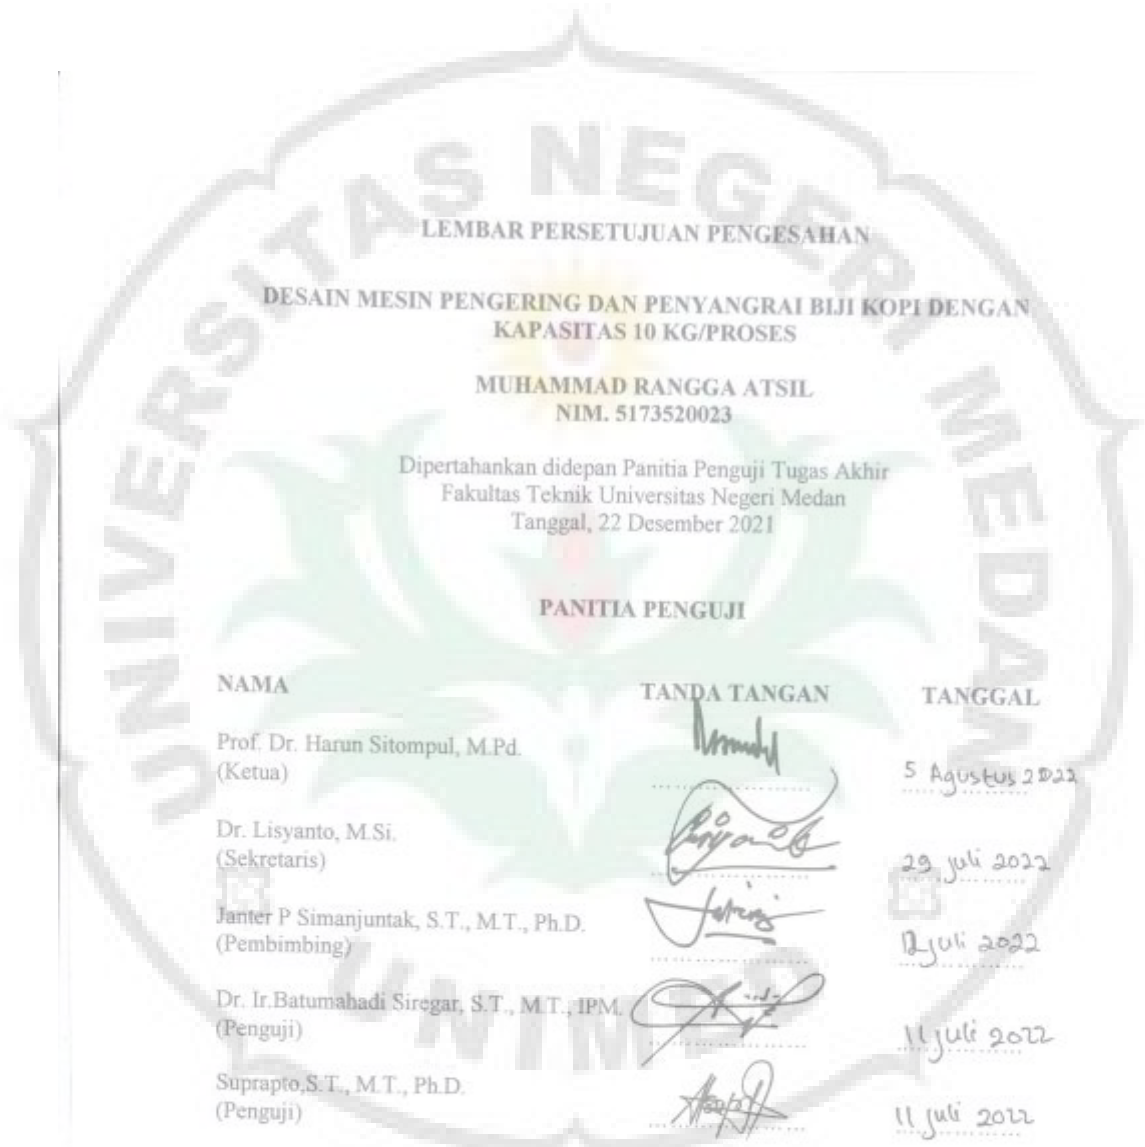 UNIVERSITAS NEGERI MEDAN
LEMBAR PERSETUJUAN PENGESAHAN
DESAIN MESIN PENGERING DAN PENYANGRAI BIJI KOPI DENGAN
KAPASITAS 10 KG/PROSES
MUHAMMAD RANGGA ATSIL
NIM. 5173520023
Dipertahankan didepan Panitia Penguji Tugas Akhir
Fakultas Teknik Universitas Negeri Medan
Tanggal, 22 Desember 2021
PANITIA PENGUJI
NAMA TANDA TANGAN TANGGAL
Prof. Dr. Harun Sitompul, M.Pd.
(Ketua) 5 Agustus 2022
Dr. Lisyanto, M.Si.
(Sekretaris) 29 juli 2022
Janter P Simanjuntak, S.T., M.T., Ph.D.
(Pembimbing) 12 juli 2022
Dr. Ir.Batumahadi Siregar, S.T., M.T., IPM.
(Penguji) 11 juli 2022
Suprapto,S.T., M.T., Ph.D.
(Penguji) 11 juli 2022
UNIMED